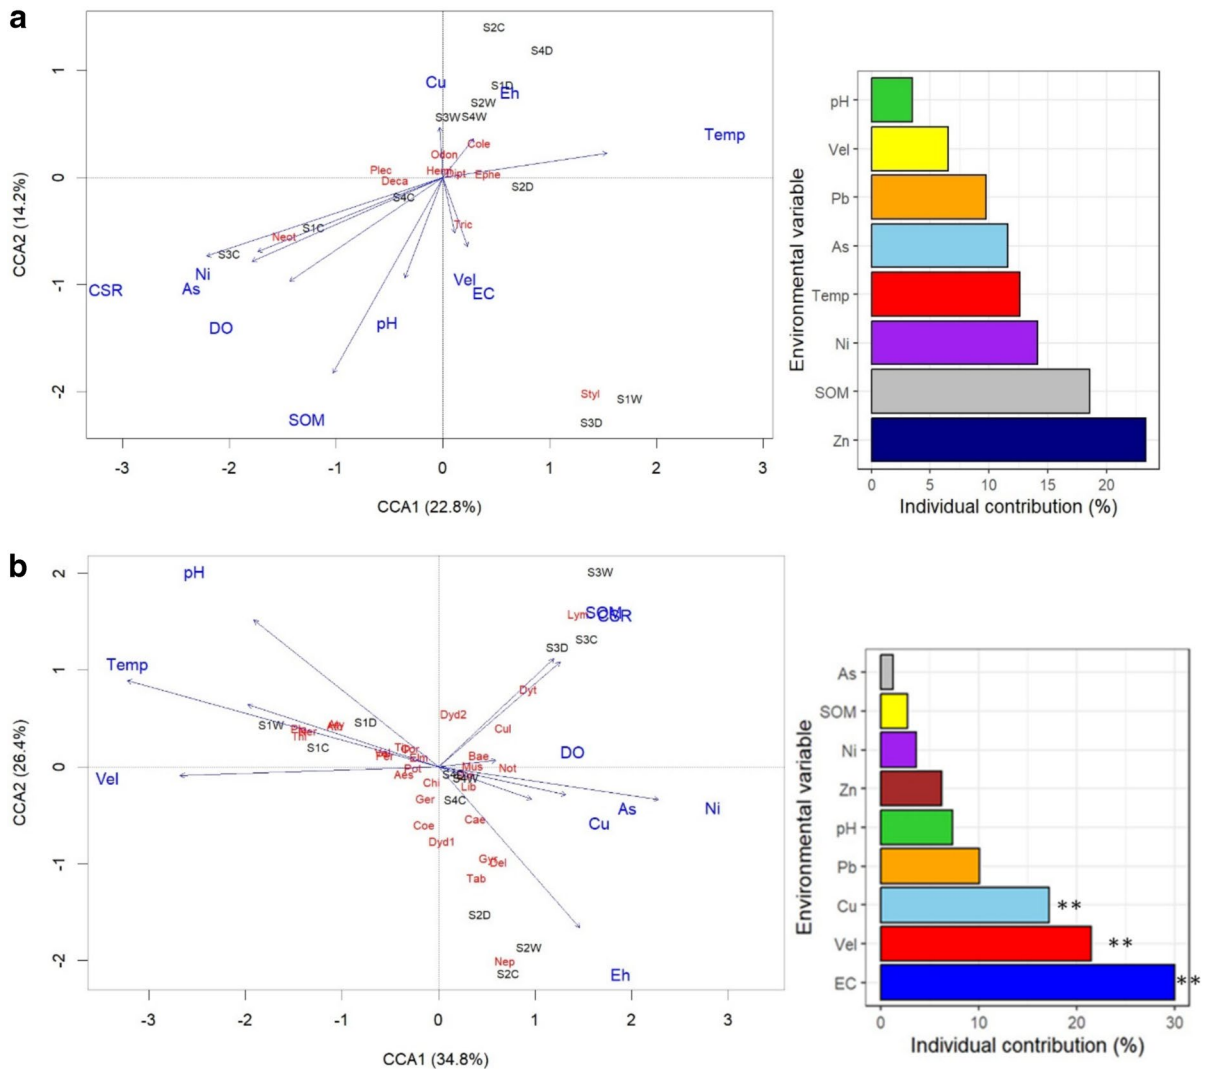 a
S2C
S4D
Cu
S1D
Eh
S2W
S3W
S4W
Temp
Cole
Odon
Plec
Hem
Dipt
Ephe
Deca
S2D
S4C
Tric
S1C
Neot
S3C
Ni
Vel
CSR
As
EC
DO
pH
Styl
S1W
SOM
S3D
1
0
-1
-2
CCA2 (14.2%)
-3
-2
-1
0
1
2
3
CCA1 (22.8%)
Environmental variable
pH
Vel
Pb
As
Temp
Ni
SOM
Zn
0
5
10
15
20
Individual contribution (%)
b
pH
S3W
Lym
SOM
CSR
S3C
S3D
Temp
Dyt
Dyd2
S1W
S1D
Cul
S1C
DO
Bae
Elm
Mus
Not
Pot
Aes
S4D
S4W
Vel
Chi
Lib
Ger
S4C
As
Ni
Coe
Cae
Cu
Dyd1
Gyr
Tab
S2D
S2W
Nep
S2C
Eh
2
1
0
-1
-2
CCA2 (26.4%)
-3
-2
-1
0
1
2
3
CCA1 (34.8%)
Environmental variable
As
SOM
Ni
Zn
pH
Pb
Cu
**
Vel
**
EC
**
0
10
20
30
Individual contribution (%)